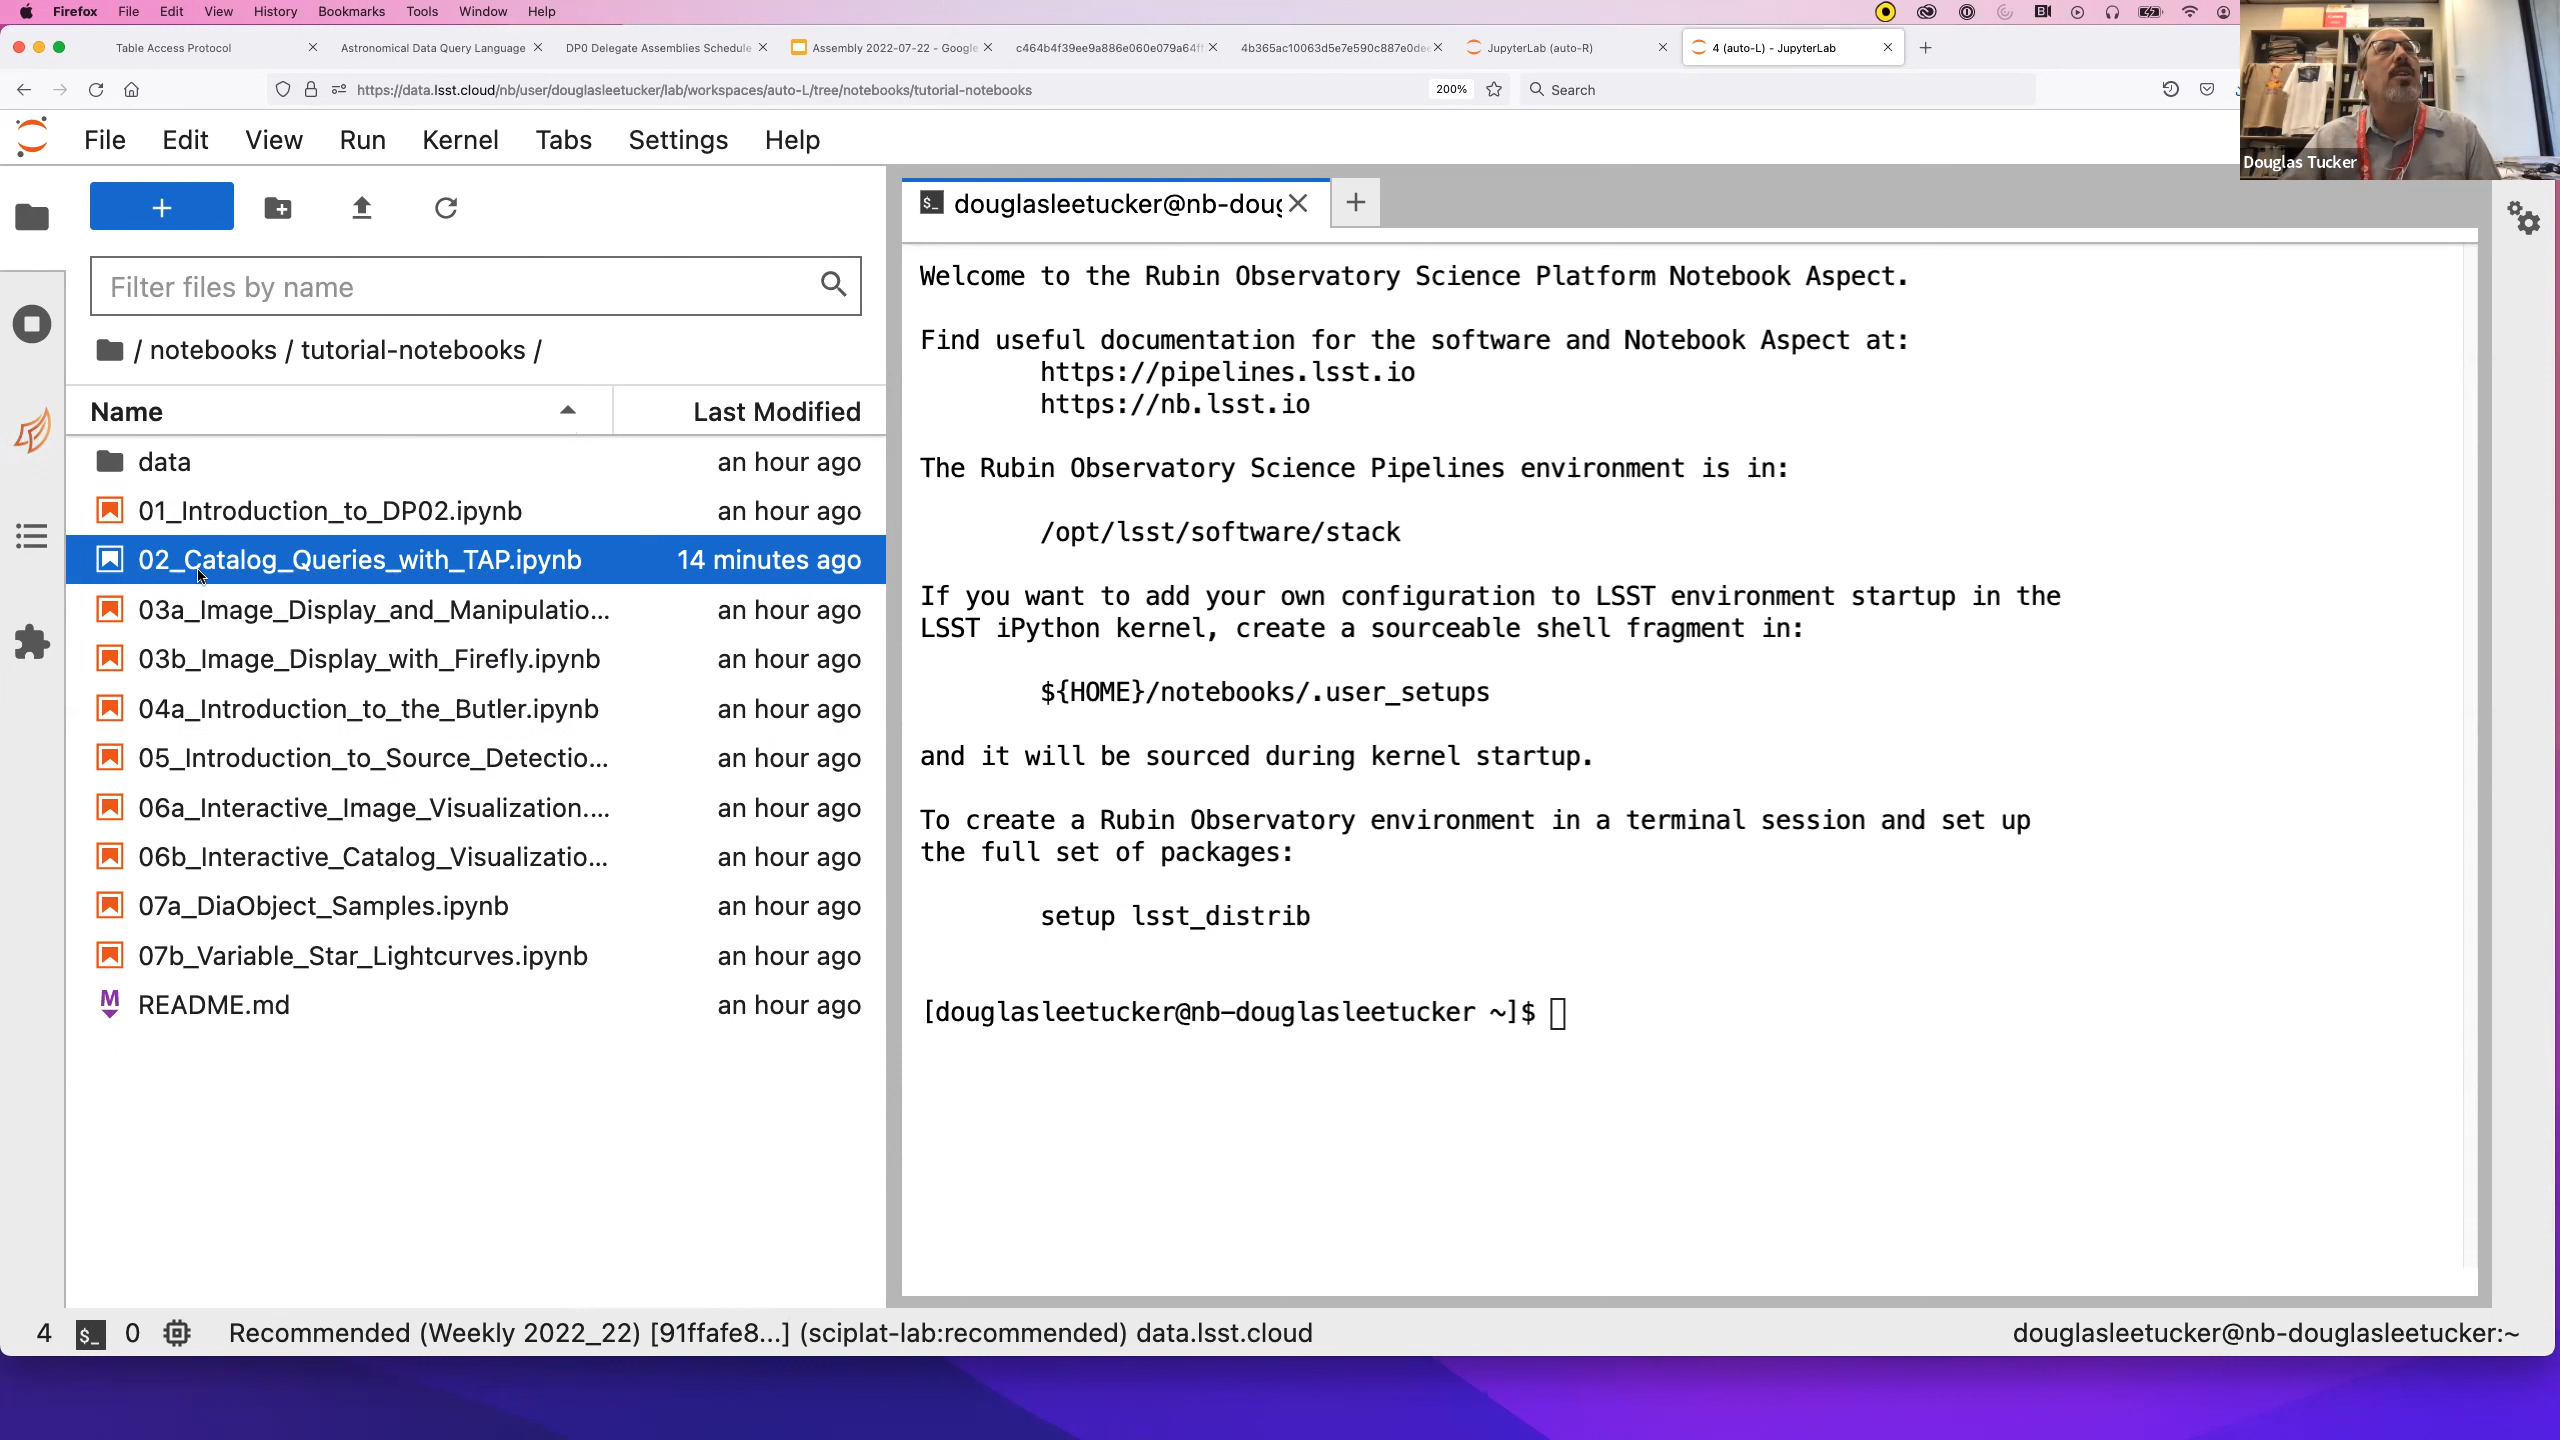 Firefox File Edit View History Bookmarks Tools Window Help
Table Access Protocol
Astronomical Data Query Language
DP0 Delegate Assemblies Schedule
Assembly 2022-07-22 - Google
c464b4f39ee9a886e060e079a64f
4b365ac10063d5e7e590c887e0de
JupyterLab (auto-R)
4 (auto-L) - JupyterLab
https://data.lsst.cloud/nb/user/douglasleetucker/lab/workspaces/auto-L/tree/notebooks/tutorial-notebooks
200%
Search
Douglas Tucker
File Edit View Run Kernel Tabs Settings Help
Filter files by name
/ notebooks / tutorial-notebooks /
Name Last Modified
data an hour ago
01_Introduction_to_DP02.ipynb an hour ago
02_Catalog_Queries_with_TAP.ipynb 14 minutes ago
03a_Image_Display_and_Manipulatio... an hour ago
03b_Image_Display_with_Firefly.ipynb an hour ago
04a_Introduction_to_the_Butler.ipynb an hour ago
05_Introduction_to_Source_Detectio... an hour ago
06a_Interactive_Image_Visualization.... an hour ago
06b_Interactive_Catalog_Visualizatio... an hour ago
07a_DiaObject_Samples.ipynb an hour ago
07b_Variable_Star_Lightcurves.ipynb an hour ago
README.md an hour ago
douglasleetucker@nb-doug
Welcome to the Rubin Observatory Science Platform Notebook Aspect.
Find useful documentation for the software and Notebook Aspect at:
https://pipelines.lsst.io
https://nb.lsst.io
The Rubin Observatory Science Pipelines environment is in:
/opt/lsst/software/stack
If you want to add your own configuration to LSST environment startup in the
LSST iPython kernel, create a sourceable shell fragment in:
${HOME}/notebooks/.user_setups
and it will be sourced during kernel startup.
To create a Rubin Observatory environment in a terminal session and set up
the full set of packages:
setup lsst_distrib
[douglasleetucker@nb-douglasleetucker ~]$
4 $_ 0 Recommended (Weekly 2022_22) [91ffafe8...] (sciplat-lab:recommended) data.lsst.cloud
douglasleetucker@nb-douglasleetucker:~